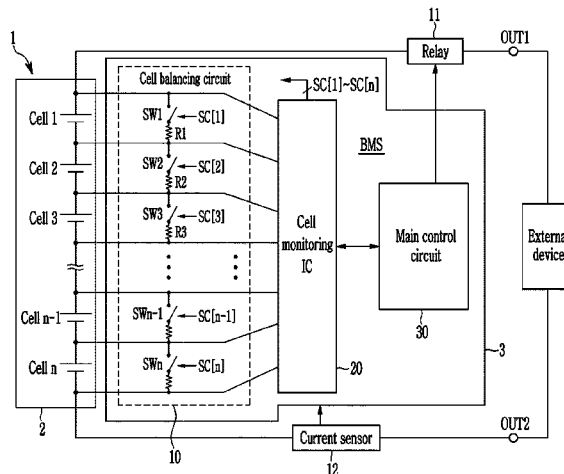 11
OUT1
1
Relay
Cell balancing circuit
SC[1]~SC[n]
Cell 1
SW1
SC[1]
R1
BMS
Cell 2
SW2
SC[2]
R2
Cell 3
SW3
SC[3]
R3
Cell
monitoring
IC
Main control
circuit
External
device
Cell n-1
SWn-1
SC[n-1]
30
Cell n
SWn
SC[n]
20
3
2
10
OUT2
Current sensor
12